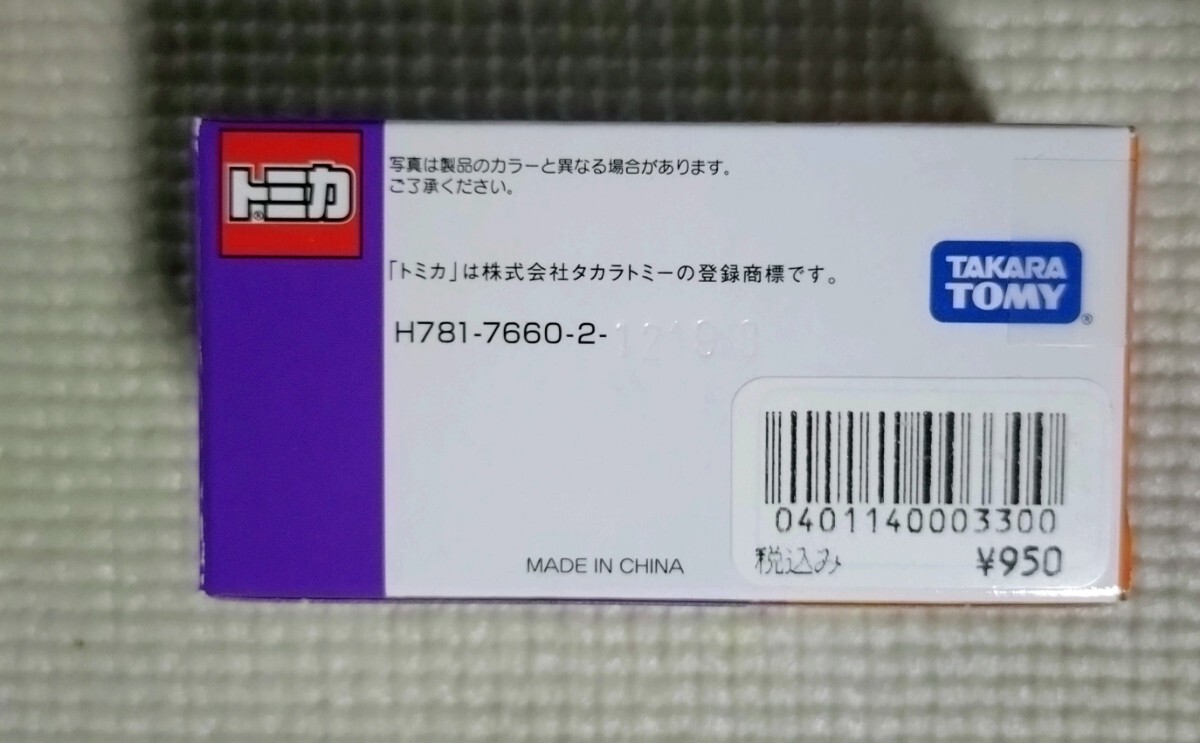 トミカ®
写真は製品のカラーと異なる場合があります。
ご了承ください。
「トミカ」は株式会社タカラトミーの登録商標です。
TAKARA
TOMY®
H781-7660-2-
0401140003300
税込み ¥950
MADE IN CHINA